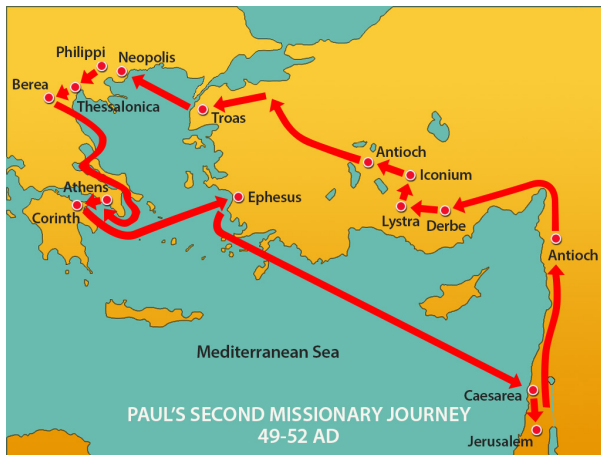 Philippi
Neopolis
Berea
Thessalonica
Troas
Antioch
Iconium
Athens
Ephesus
Corinth
Lystra
Derbe
Antioch
Mediterranean Sea
Caesarea
PAUL'S SECOND MISSIONARY JOURNEY
49-52 AD
Jerusalem